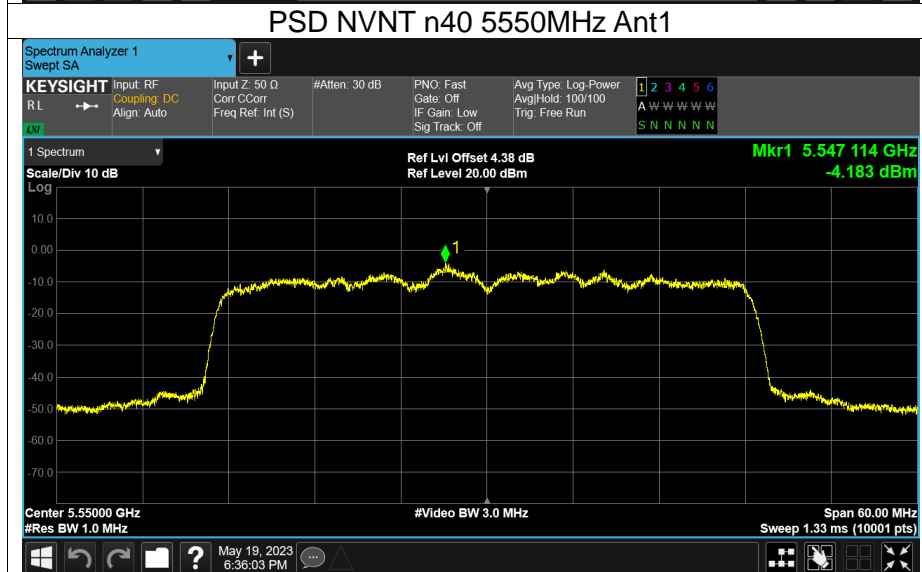 PSD NVNT n40 5550MHz Ant1
Spectrum Analyzer 1
Swept SA
+
KEYSIGHT
R L
LXI
Input: RF
Coupling: DC
Align: Auto
Input Z: 50 Ω
Corr CCorr
Freq Ref: Int (S)
#Atten: 30 dB
PNO: Fast
Gate: Off
IF Gain: Low
Sig Track: Off
Avg Type: Log-Power
Avg|Hold: 100/100
Trig: Free Run
1 2 3 4 5 6
A W W W W W
S N N N N N
1 Spectrum
Scale/Div 10 dB
Ref Lvl Offset 4.38 dB
Ref Level 20.00 dBm
Mkr1 5.547 114 GHz
-4.183 dBm
Log
10.0
0.00
1
-10.0
-20.0
-30.0
-40.0
-50.0
-60.0
-70.0
Center 5.55000 GHz
#Res BW 1.0 MHz
#Video BW 3.0 MHz
Span 60.00 MHz
Sweep 1.33 ms (10001 pts)
?
May 19, 2023
6:36:03 PM